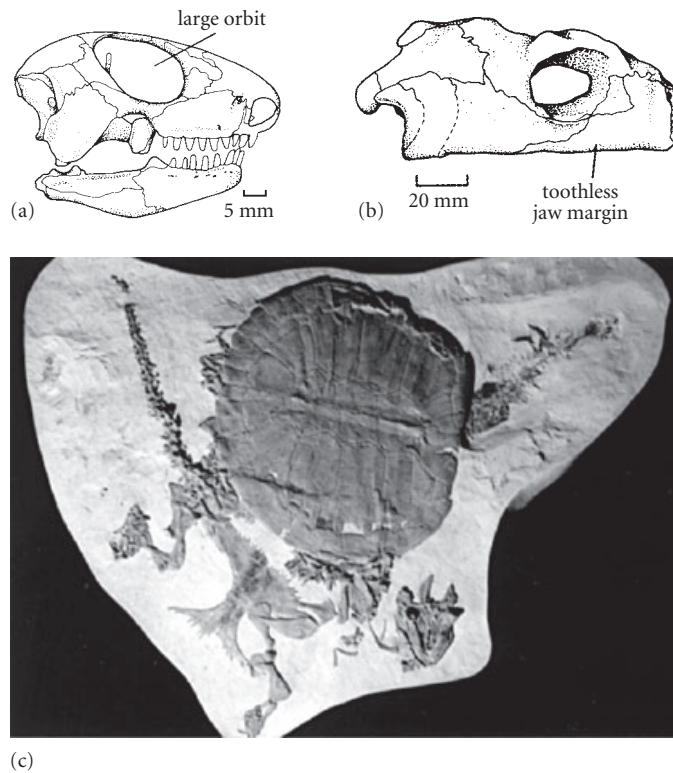 large orbit
(a)
5 mm
(b)
20 mm
toothless
jaw margin
(c)